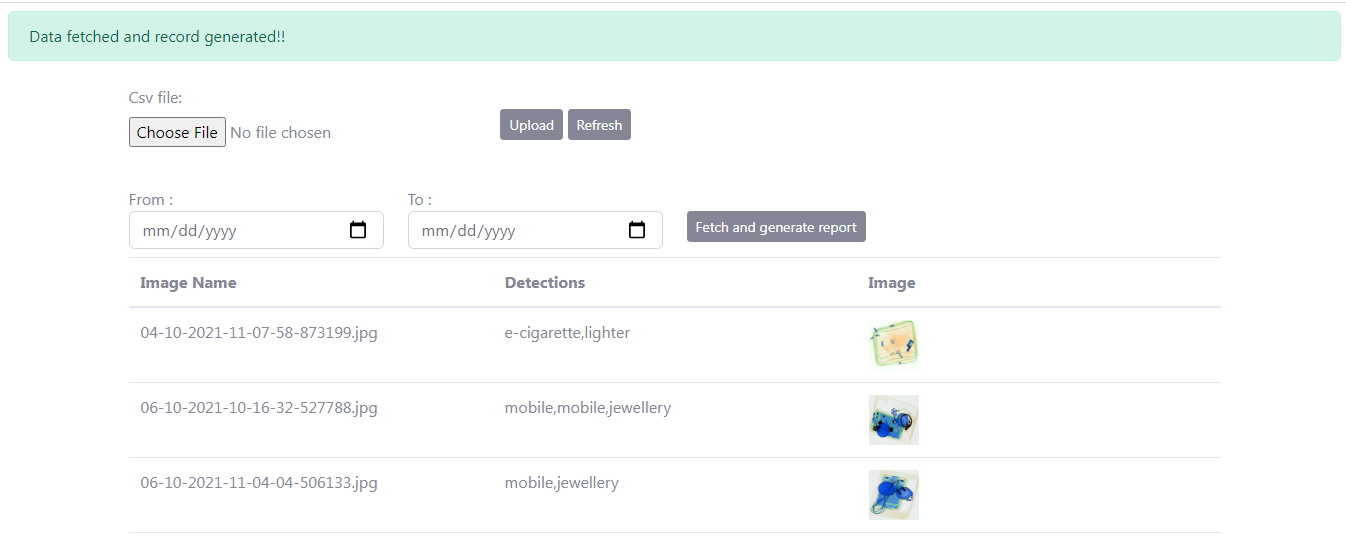 Data fetched and record generated!!
Csv file:
Choose File No file chosen Upload Refresh
From : To :
mm/dd/yyyy mm/dd/yyyy Fetch and generate report
Image Name Detections Image
04-10-2021-11-07-58-873199.jpg e-cigarette,lighter
06-10-2021-10-16-32-527788.jpg mobile,mobile,jewellery
06-10-2021-11-04-04-506133.jpg mobile,jewellery